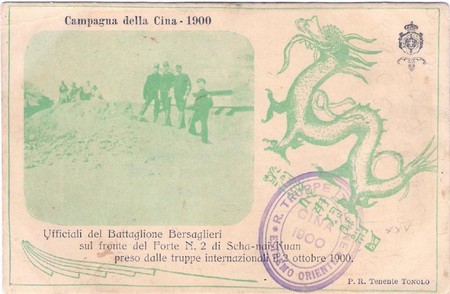 Campagna della Cina - 1900
Ufficiali del Battaglione Bersaglieri
sul fronte del Forte N. 2 di Scha-nai-Kuan
preso dalle truppe internazionali il 2 ottobre 1900.
R. TRUPPE
CINA
1900
ESTREMO ORIENTE
P. R. Tenente TONOLO